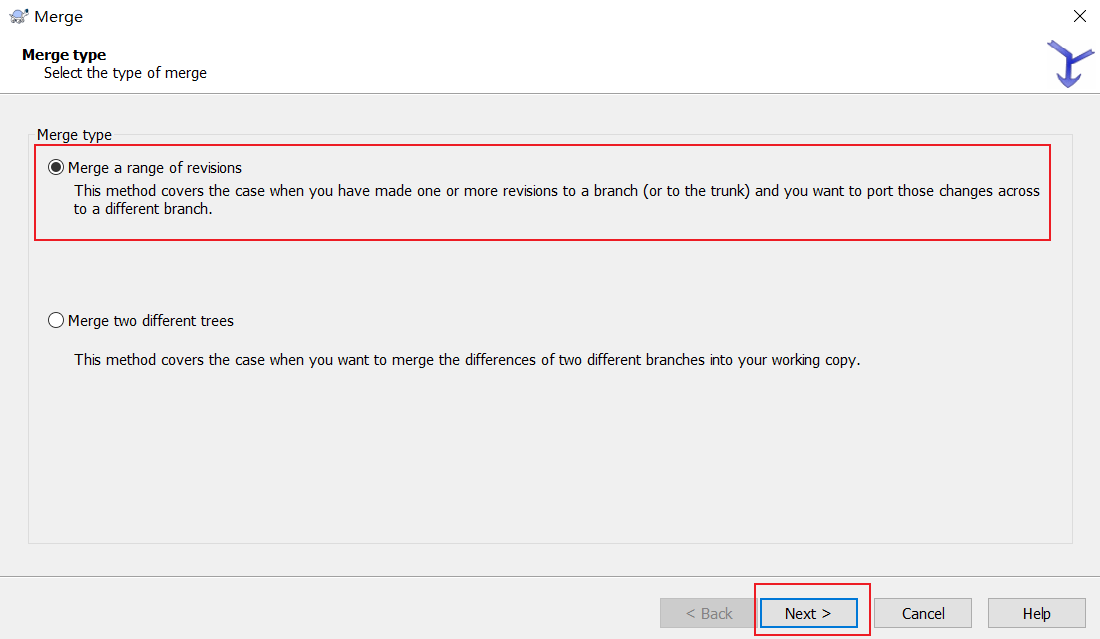 Merge
Merge type
Select the type of merge
Merge type
Merge a range of revisions
This method covers the case when you have made one or more revisions to a branch (or to the trunk) and you want to port those changes across
to a different branch.
Merge two different trees
This method covers the case when you want to merge the differences of two different branches into your working copy.
< Back
Next >
Cancel
Help